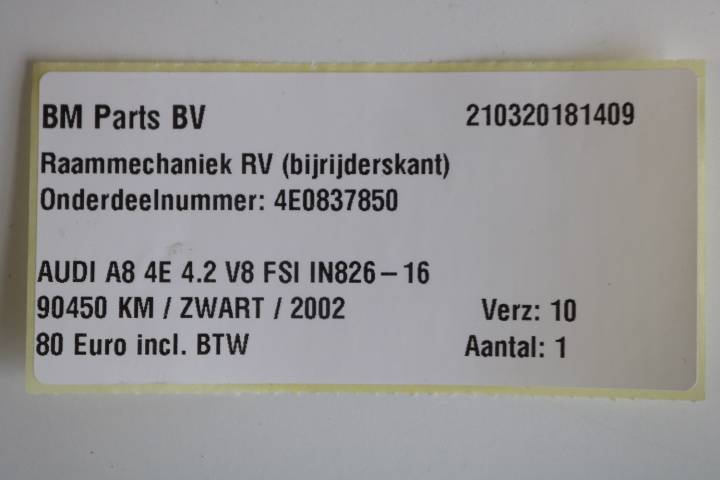 BM Parts BV 210320181409
Raammechaniek RV (bijrijderskant)
Onderdeelnummer: 4E0837850
AUDI A8 4E 4.2 V8 FSI IN826-16
90450 KM / ZWART / 2002 Verz: 10
80 Euro incl. BTW Aantal: 1